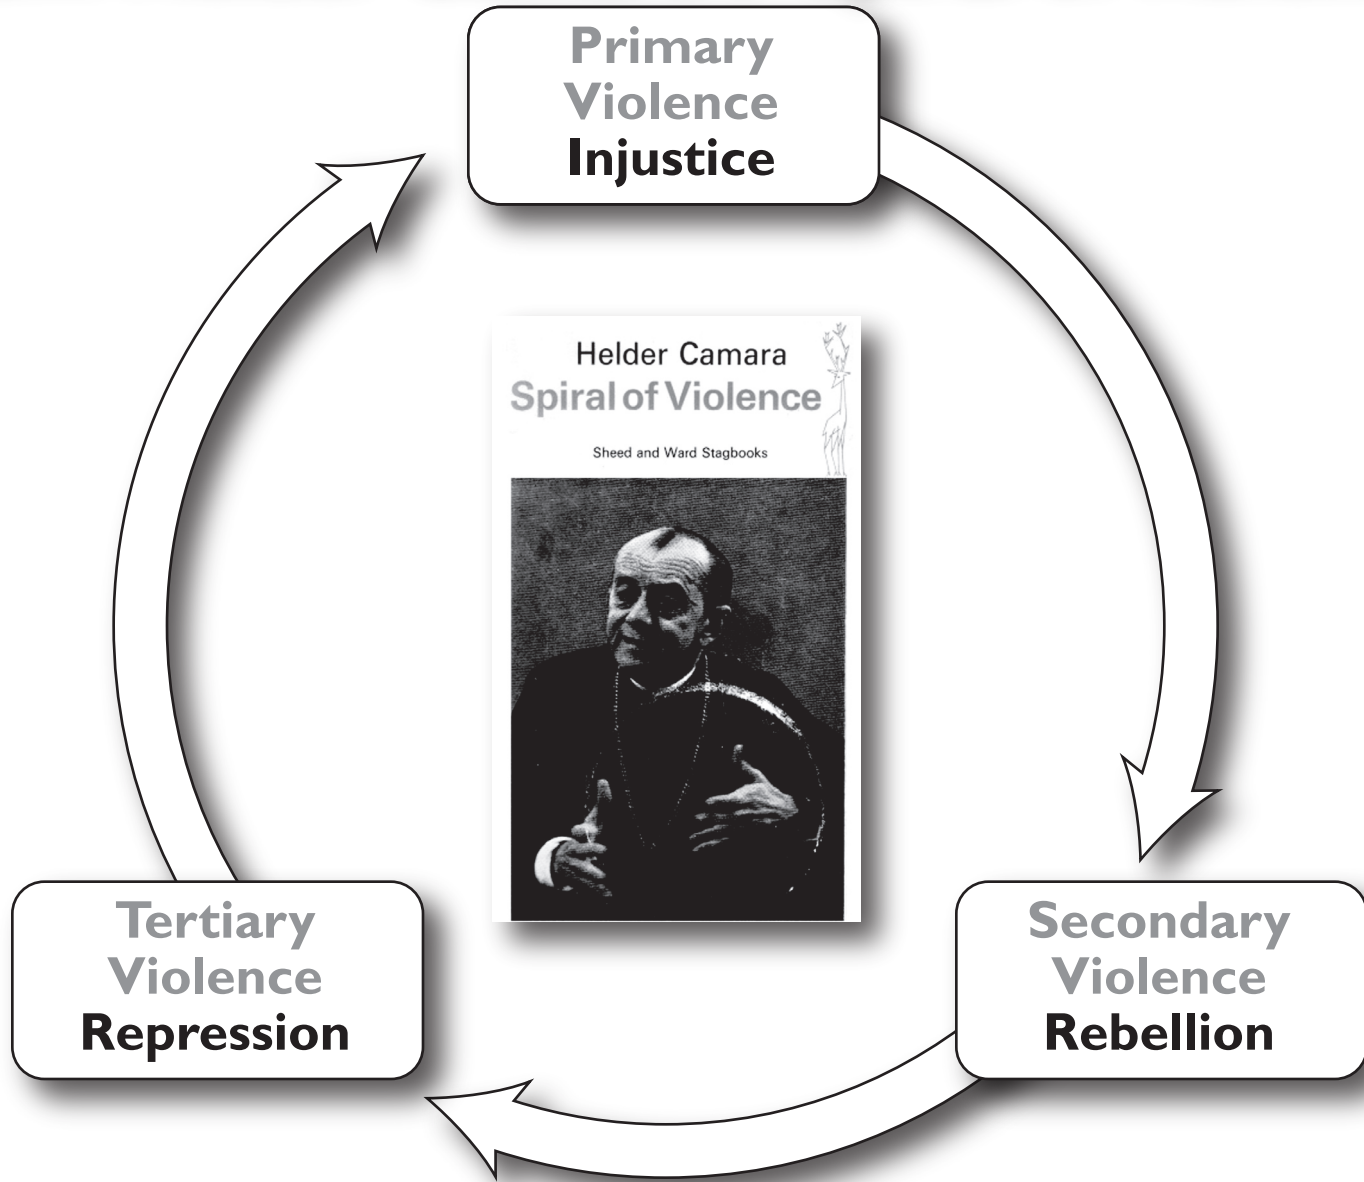 Primary
Violence
Injustice
Helder Camara
Spiral of Violence
Sheed and Ward Stagbooks
Tertiary
Violence
Repression
Secondary
Violence
Rebellion